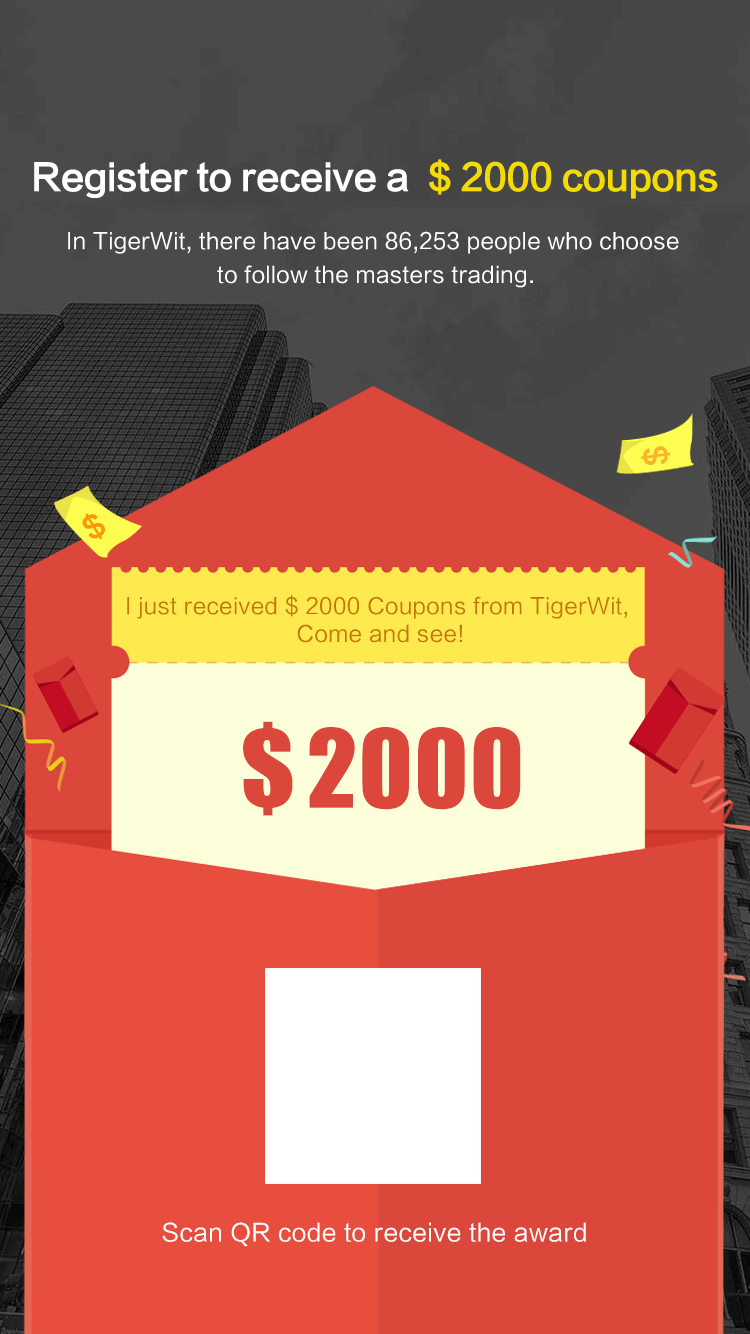 Register to receive a $ 2000 coupons
In TigerWit, there have been 86,253 people who choose
to follow the masters trading.
$
$
I just received $ 2000 Coupons from TigerWit,
Come and see!
$2000
Scan QR code to receive the award